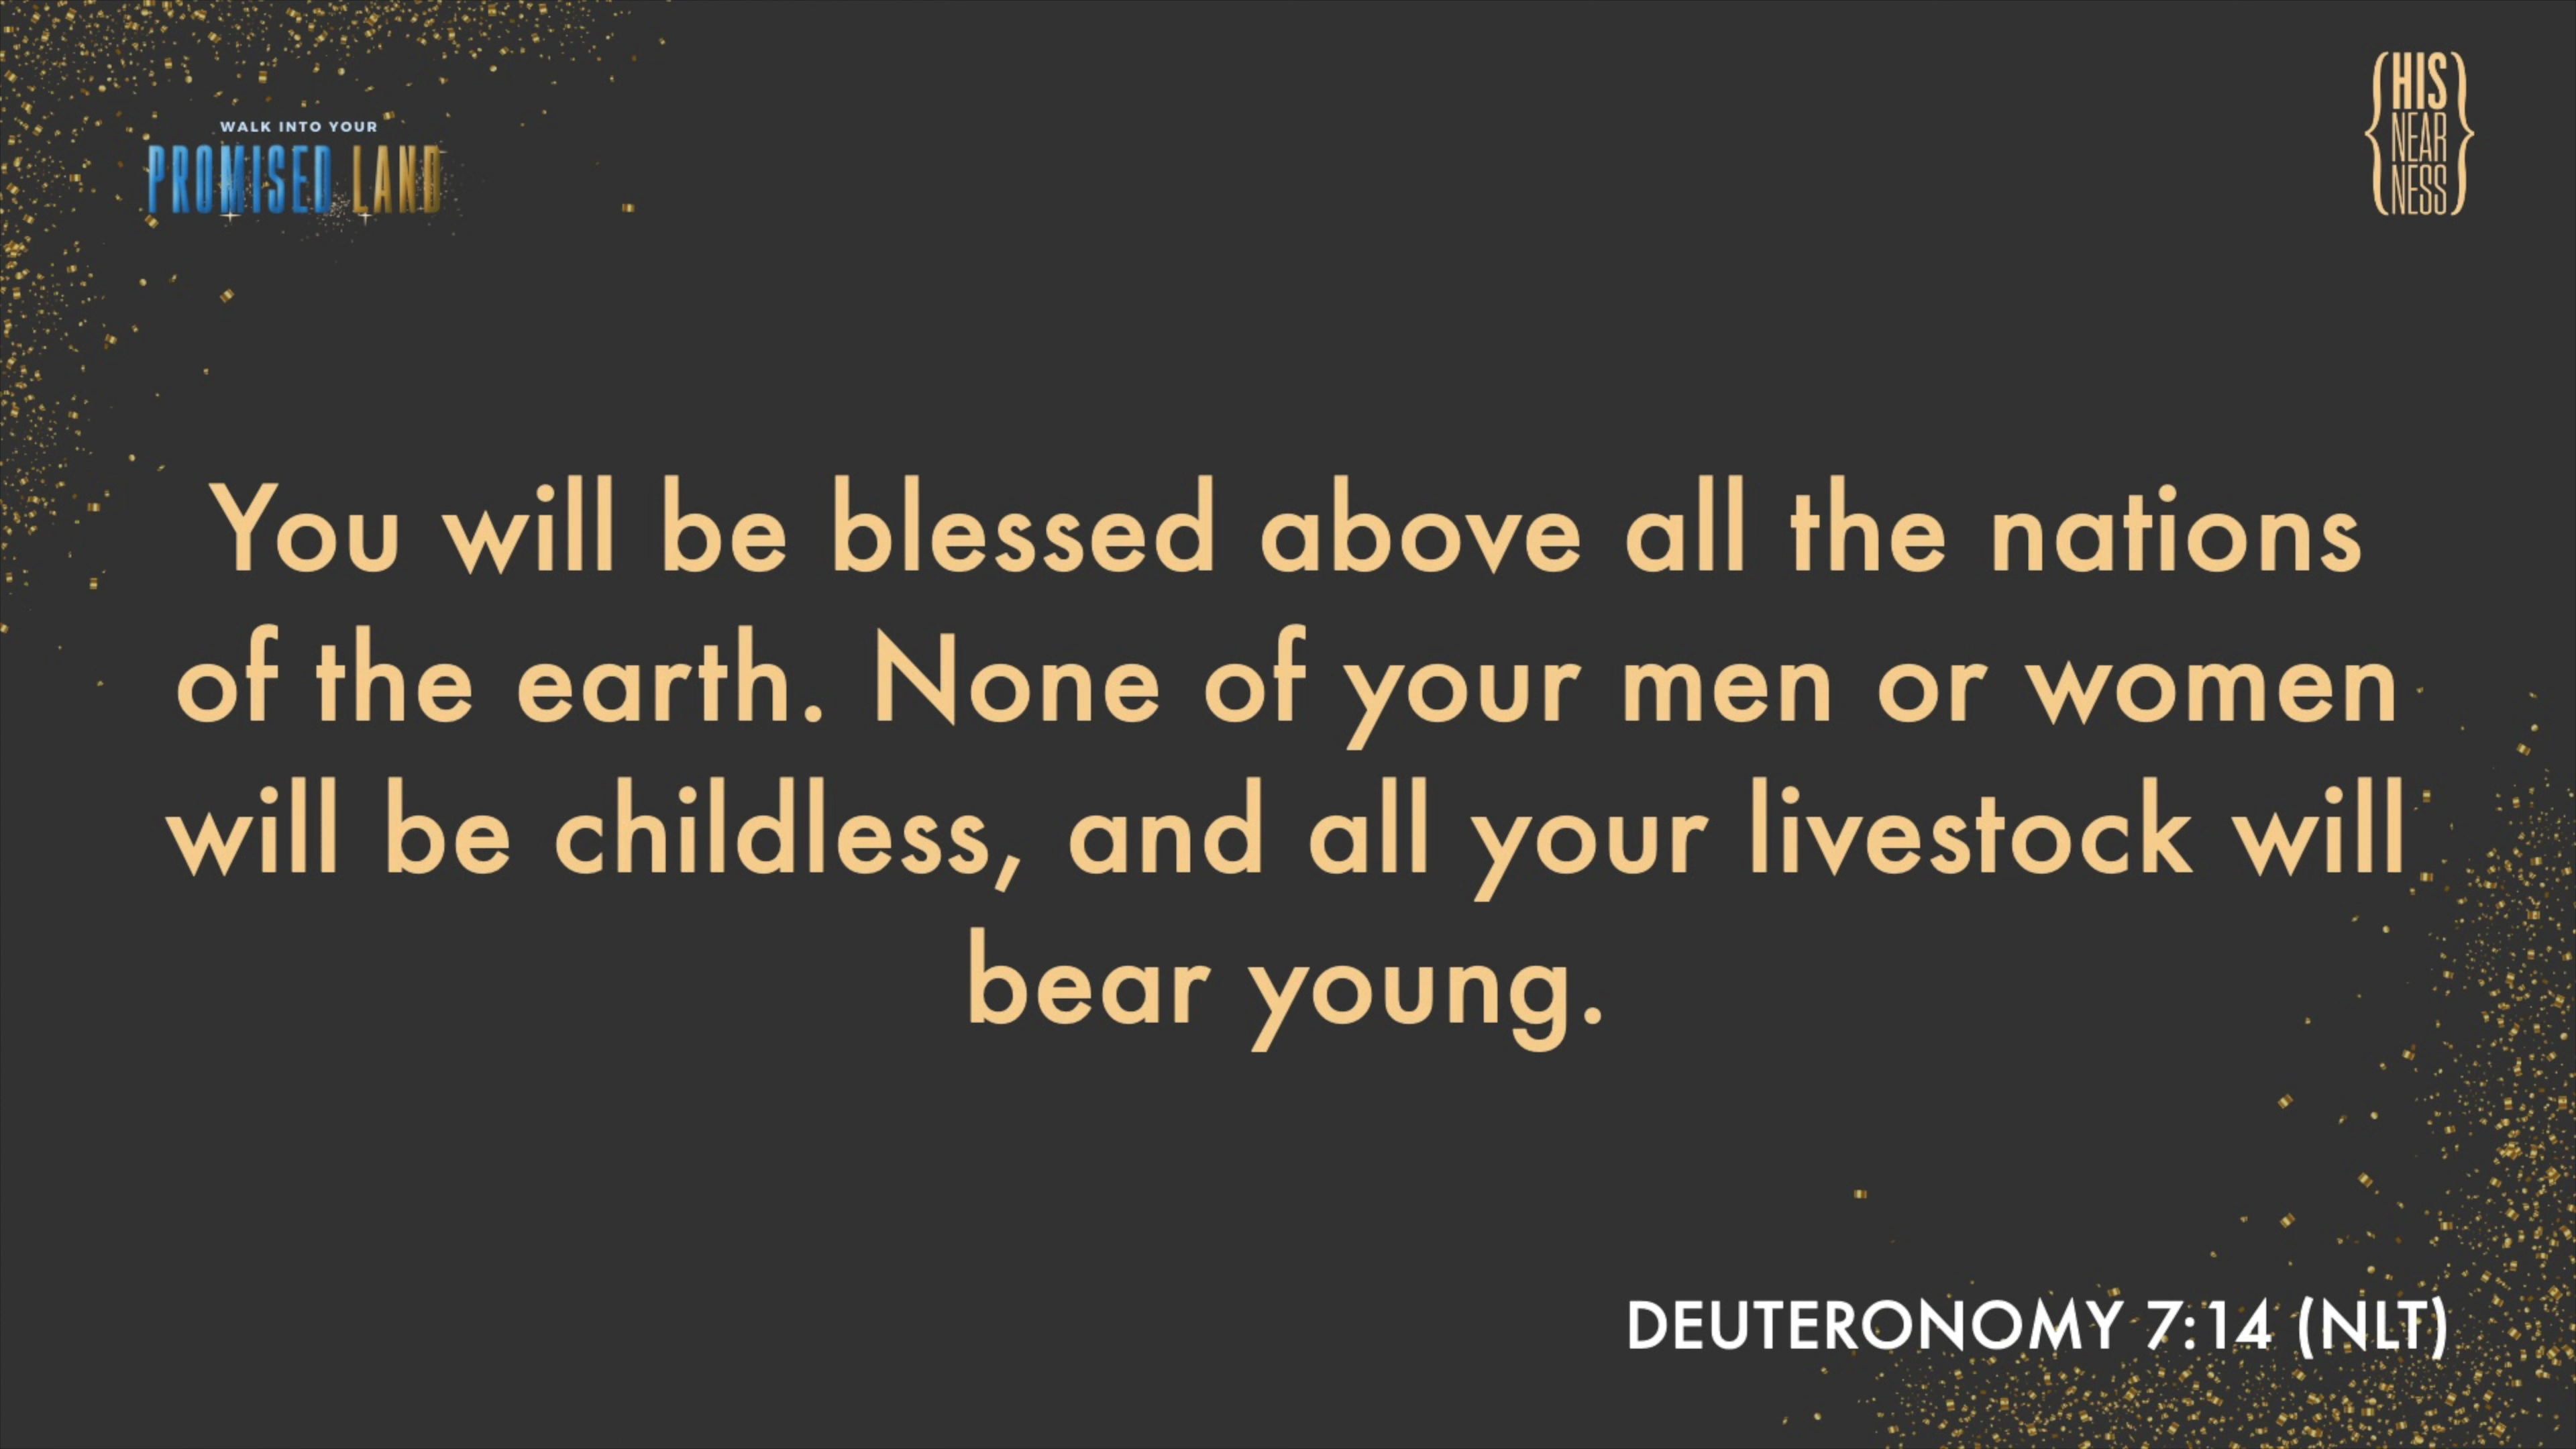 WALK INTO YOUR
PROMISED LAND
{HIS
NEAR
NESS}
You will be blessed above all the nations
of the earth. None of your men or women
will be childless, and all your livestock will
bear young.
DEUTERONOMY 7:14 (NLT)